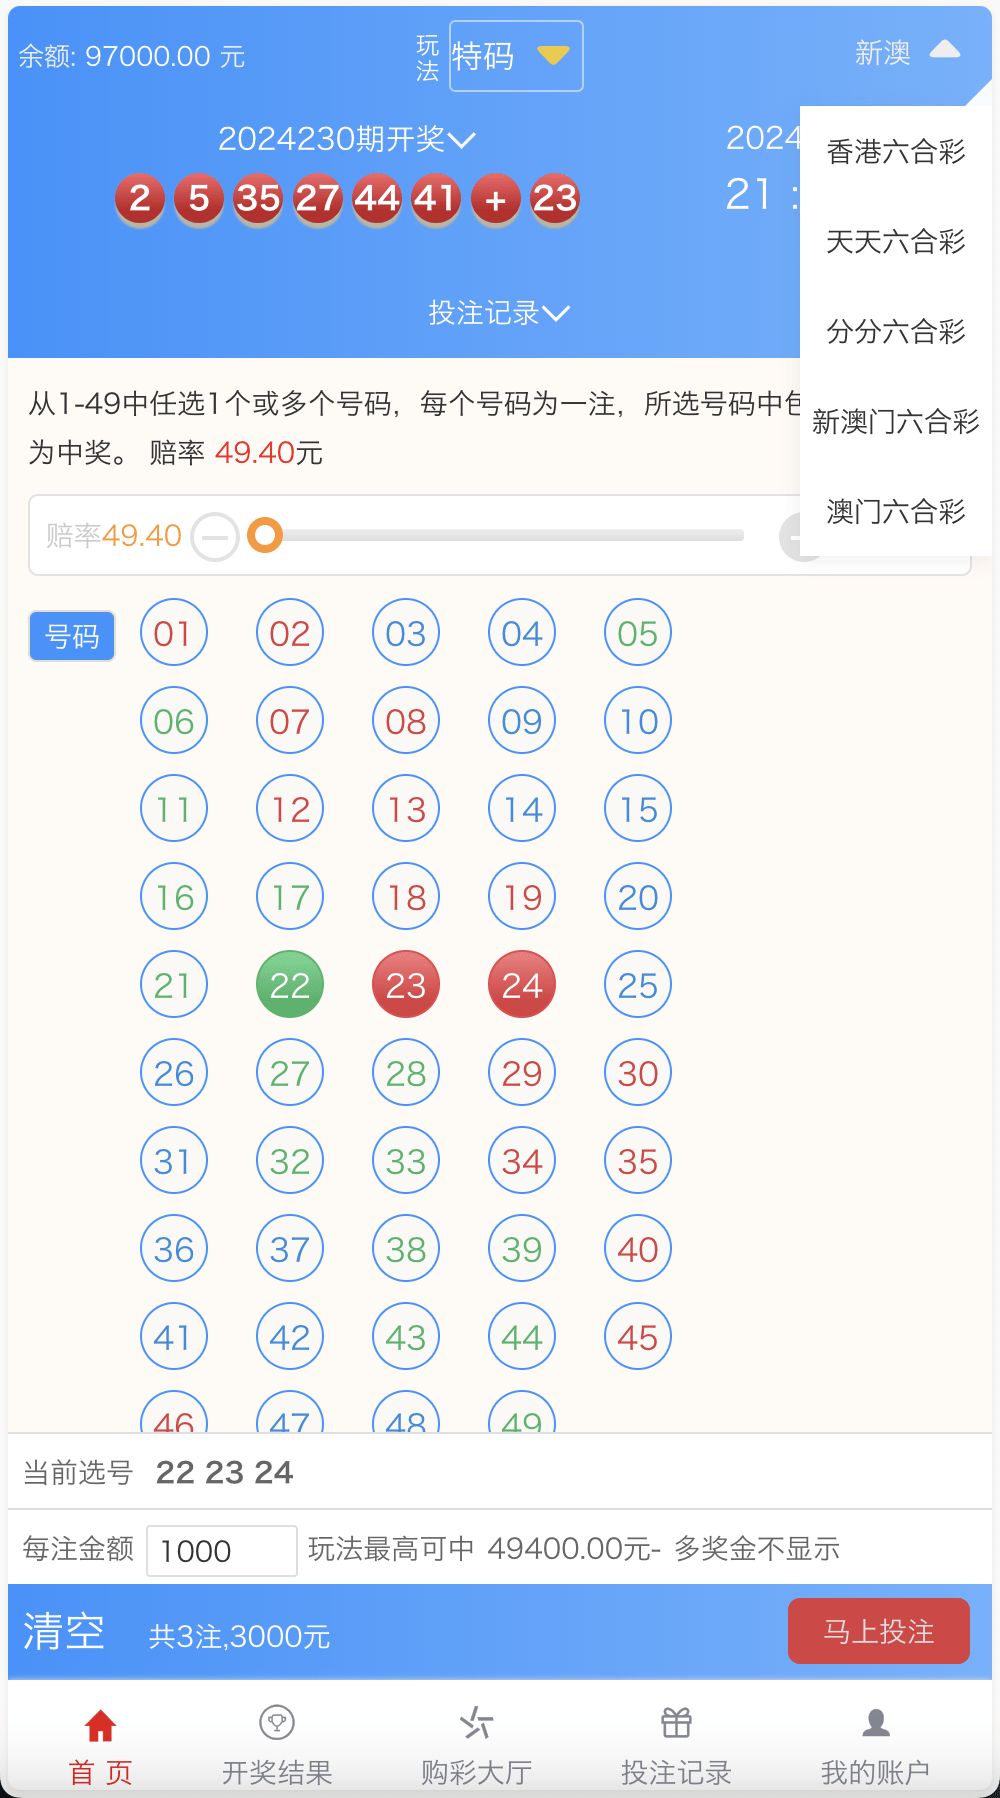 余额: 97000.00 元
玩法
特码
新澳
2024230期开奖
2024
2 5 35 27 44 41 + 23
21 :
投注记录
香港六合彩
天天六合彩
分分六合彩
新澳门六合彩
澳门六合彩
从1-49中任选1个或多个号码，每个号码为一注，所选号码中
为中奖。 赔率 49.40元
赔率49.40
号码
01 02 03 04 05
06 07 08 09 10
11 12 13 14 15
16 17 18 19 20
21 22 23 24 25
26 27 28 29 30
31 32 33 34 35
36 37 38 39 40
41 42 43 44 45
46 47 48 49
当前选号 22 23 24
每注金额 1000 玩法最高可中 49400.00元- 多奖金不显示
清空 共3注,3000元 马上投注
首 页 开奖结果 购彩大厅 投注记录 我的账户